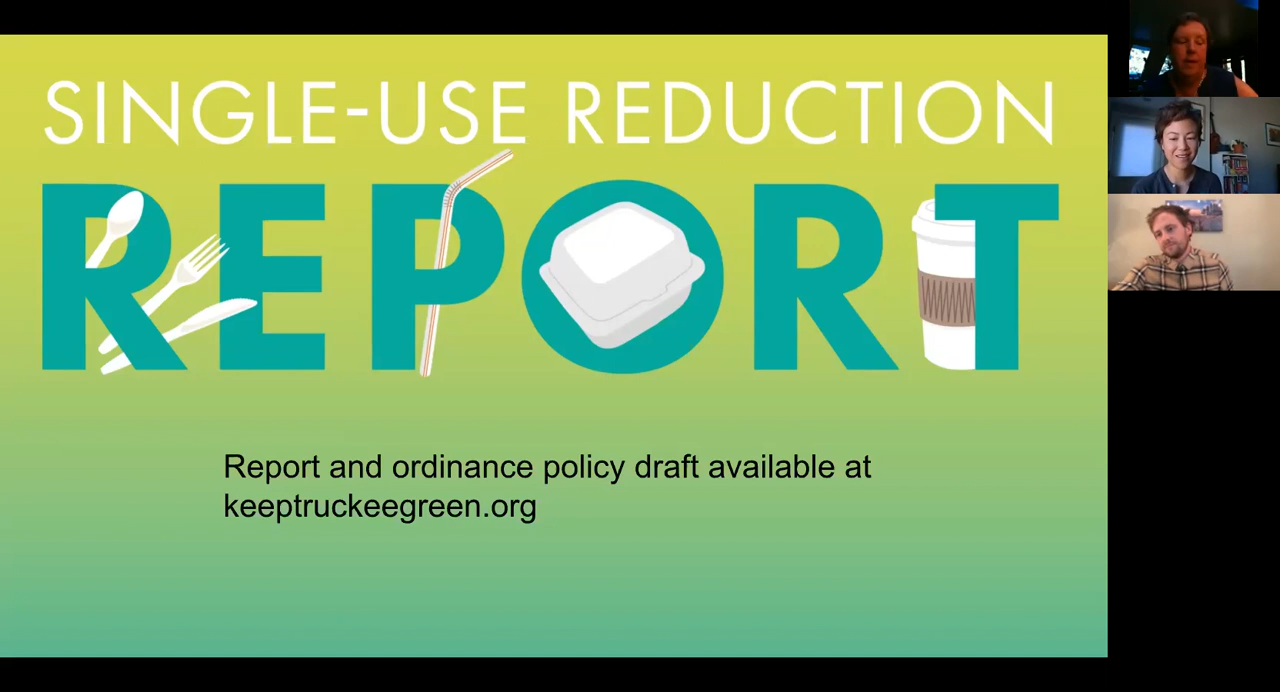 SINGLE-USE REDUCTION
REPORT
Report and ordinance policy draft available at
keeptruckeegreen.org